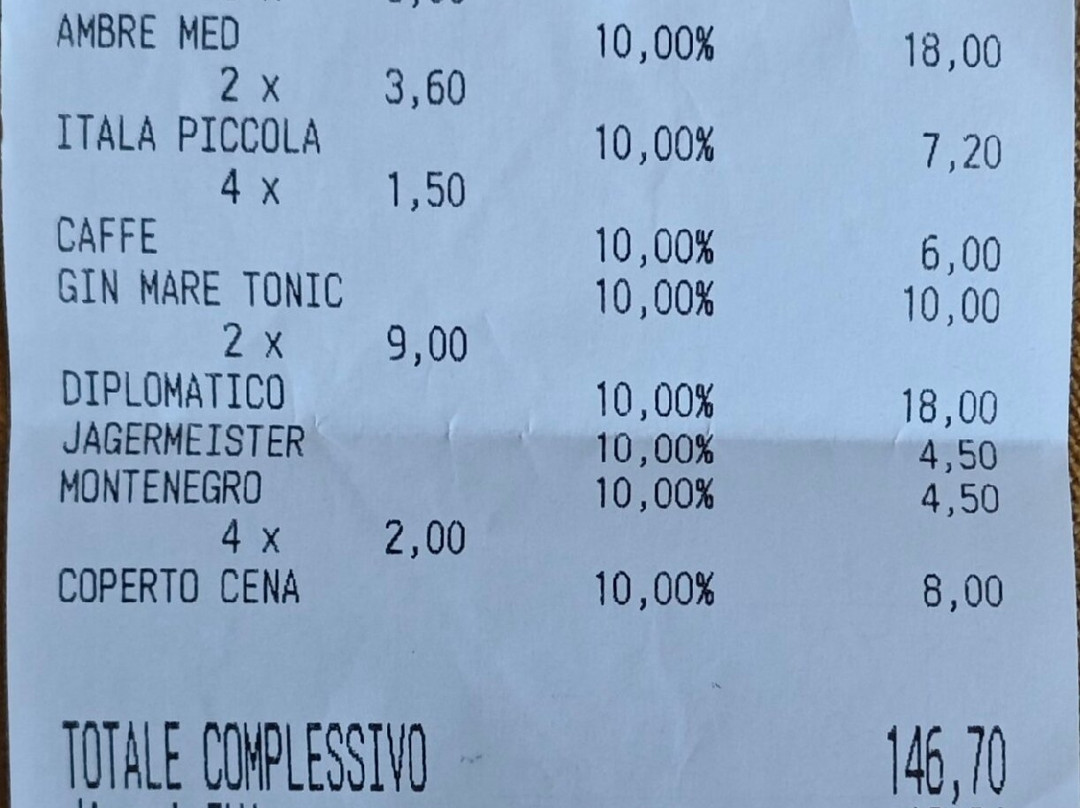 AMBRE MED 10,00% 18,00
2 x 3,60
ITALA PICCOLA 10,00% 7,20
4 x 1,50
CAFFE 10,00% 6,00
GIN MARE TONIC 10,00% 10,00
2 x 9,00
DIPLOMATICO 10,00% 18,00
JAGERMEISTER 10,00% 4,50
MONTENEGRO 10,00% 4,50
4 x 2,00
COPERTO CENA 10,00% 8,00
TOTALE COMPLESSIVO 146,70